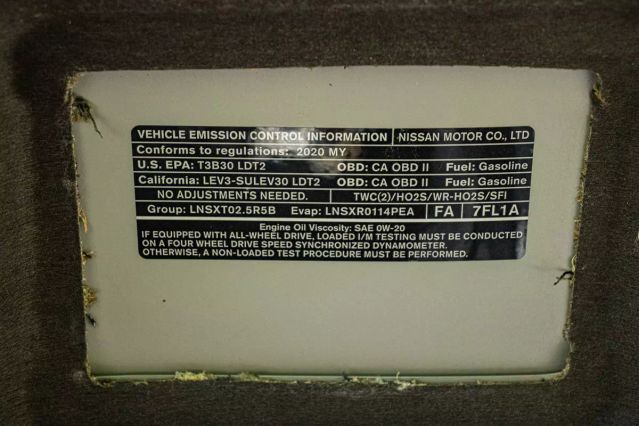 VEHICLE EMISSION CONTROL INFORMATION NISSAN MOTOR CO., LTD
Conforms to regulations: 2020 MY
U.S. EPA: T3B30 LDT2 OBD: CA OBD II Fuel: Gasoline
California: LEV3-SULEV30 LDT2 OBD: CA OBD II Fuel: Gasoline
NO ADJUSTMENTS NEEDED. TWC(2)/HO2S/WR-HO2S/SFI
Group: LNSXT02.5R5B Evap: LNSXR0114PEA FA 7FL1A
Engine Oil Viscosity: SAE 0W-20
IF EQUIPPED WITH ALL-WHEEL DRIVE, LOADED I/M TESTING MUST BE CONDUCTED
ON A FOUR WHEEL DRIVE SPEED SYNCHRONIZED DYNAMOMETER.
OTHERWISE, A NON-LOADED TEST PROCEDURE MUST BE PERFORMED.